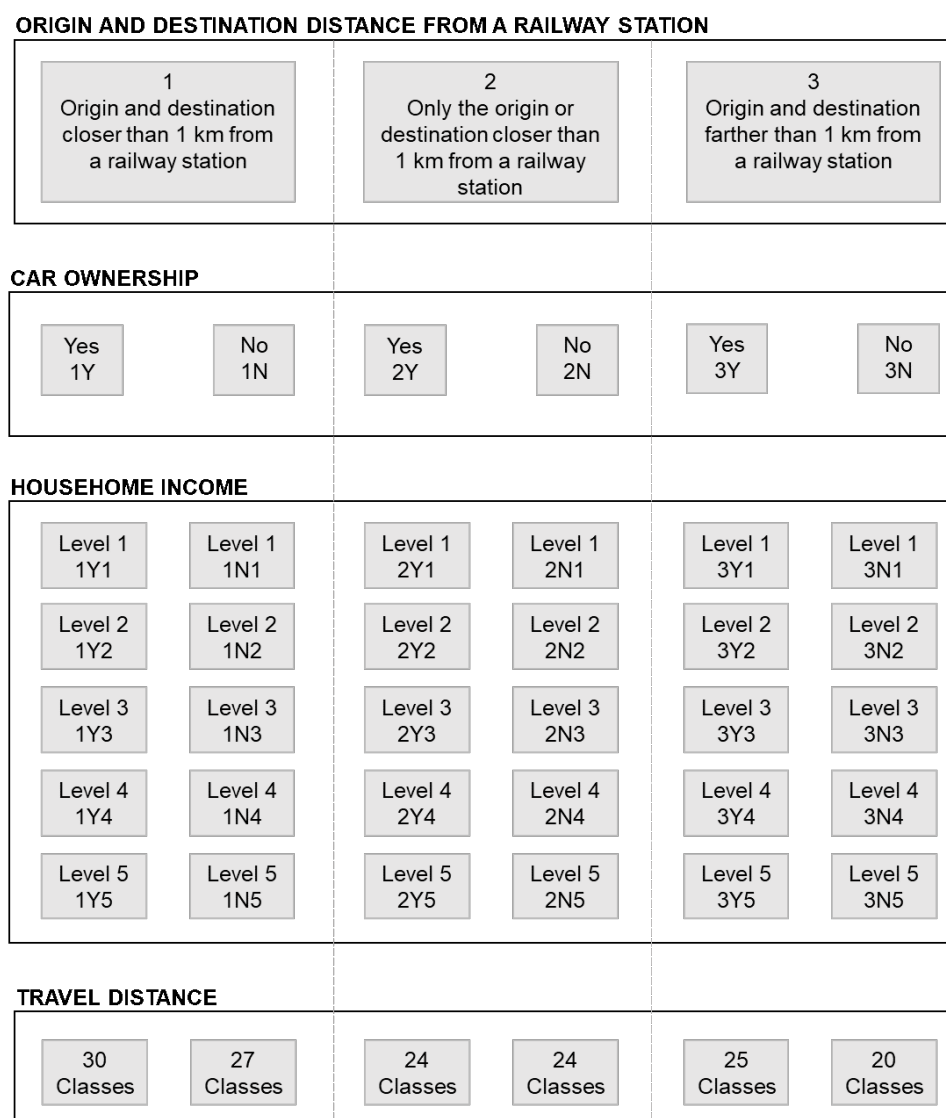 ORIGIN AND DESTINATION DISTANCE FROM A RAILWAY STATION
1
Origin and destination
closer than 1 km from
a railway station
2
Only the origin or
destination closer than
1 km from a railway
station
3
Origin and destination
farther than 1 km from
a railway station
CAR OWNERSHIP
Yes
1Y
No
1N
Yes
2Y
No
2N
Yes
3Y
No
3N
HOUSEHOME INCOME
Level 1
1Y1
Level 1
1N1
Level 1
2Y1
Level 1
2N1
Level 1
3Y1
Level 1
3N1
Level 2
1Y2
Level 2
1N2
Level 2
2Y2
Level 2
2N2
Level 2
3Y2
Level 2
3N2
Level 3
1Y3
Level 3
1N3
Level 3
2Y3
Level 3
2N3
Level 3
3Y3
Level 3
3N3
Level 4
1Y4
Level 4
1N4
Level 4
2Y4
Level 4
2N4
Level 4
3Y4
Level 4
3N4
Level 5
1Y5
Level 5
1N5
Level 5
2Y5
Level 5
2N5
Level 5
3Y5
Level 5
3N5
TRAVEL DISTANCE
30
Classes
27
Classes
24
Classes
24
Classes
25
Classes
20
Classes